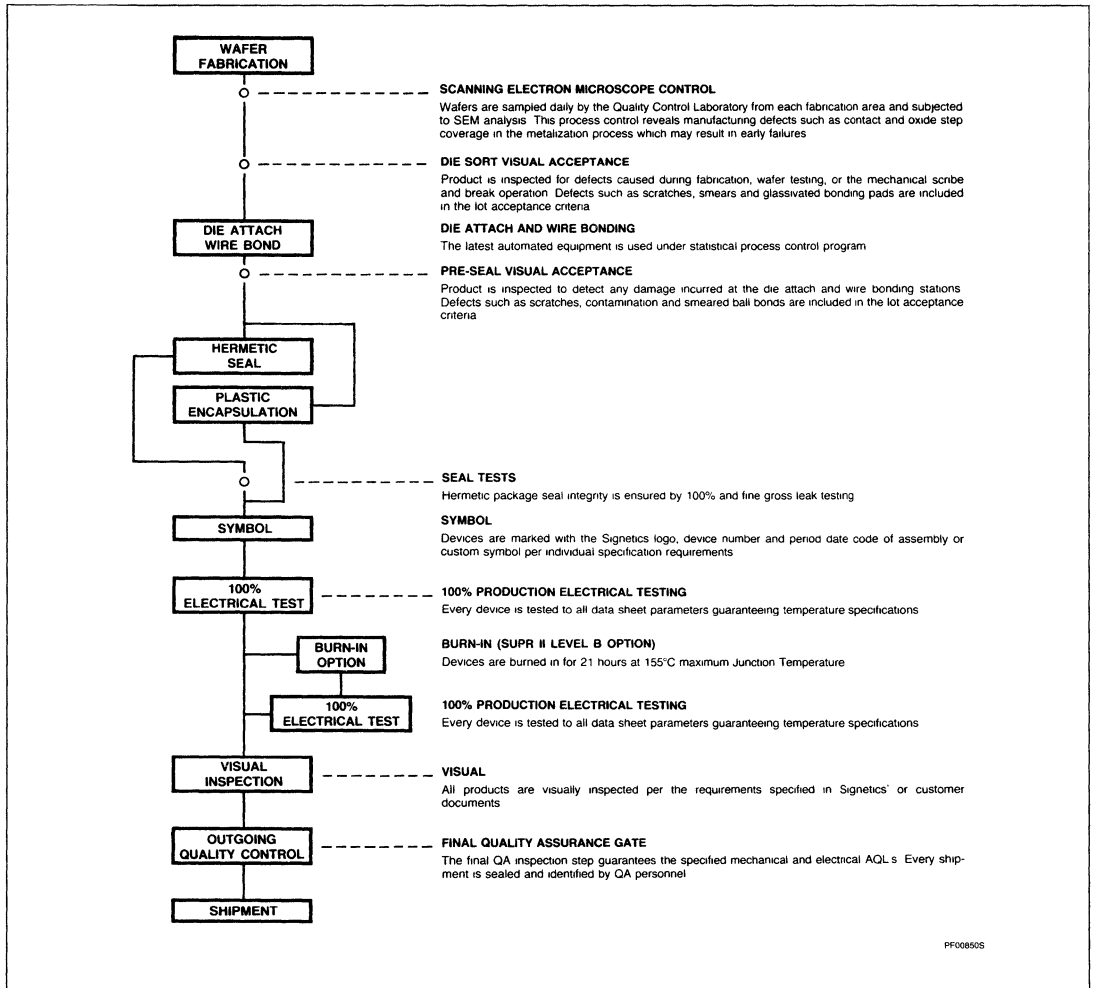 WAFER
FABRICATION
SCANNING ELECTRON MICROSCOPE CONTROL
Wafers are sampled daily by the Quality Control Laboratory from each fabrication area and subjected
to SEM analysis This process control reveals manufacturing defects such as contact and oxide step
coverage in the metalization process which may result in early failures
DIE SORT VISUAL ACCEPTANCE
Product is inspected for defects caused during fabrication, wafer testing, or the mechanical scribe
and break operation Defects such as scratches, smears and glassivated bonding pads are included
in the lot acceptance criteria
DIE ATTACH
WIRE BOND
DIE ATTACH AND WIRE BONDING
The latest automated equipment is used under statistical process control program
PRE-SEAL VISUAL ACCEPTANCE
Product is inspected to detect any damage incurred at the die attach and wire bonding stations
Defects such as scratches, contamination and smeared ball bonds are included in the lot acceptance
criteria
HERMETIC
SEAL
PLASTIC
ENCAPSULATION
SEAL TESTS
Hermetic package seal integrity is ensured by 100% and fine gross leak testing
SYMBOL
SYMBOL
Devices are marked with the Signetics logo, device number and period date code of assembly or
custom symbol per individual specification requirements
100%
ELECTRICAL TEST
100% PRODUCTION ELECTRICAL TESTING
Every device is tested to all data sheet parameters guaranteeing temperature specifications
BURN-IN
OPTION
BURN-IN (SUPR II LEVEL B OPTION)
Devices are burned in for 21 hours at 155°C maximum Junction Temperature
100%
ELECTRICAL TEST
100% PRODUCTION ELECTRICAL TESTING
Every device is tested to all data sheet parameters guaranteeing temperature specifications
VISUAL
INSPECTION
VISUAL
All products are visually inspected per the requirements specified in Signetics' or customer
documents
OUTGOING
QUALITY CONTROL
FINAL QUALITY ASSURANCE GATE
The final QA inspection step guarantees the specified mechanical and electrical AQL s Every ship-
ment is sealed and identified by QA personnel
SHIPMENT
PF00850S